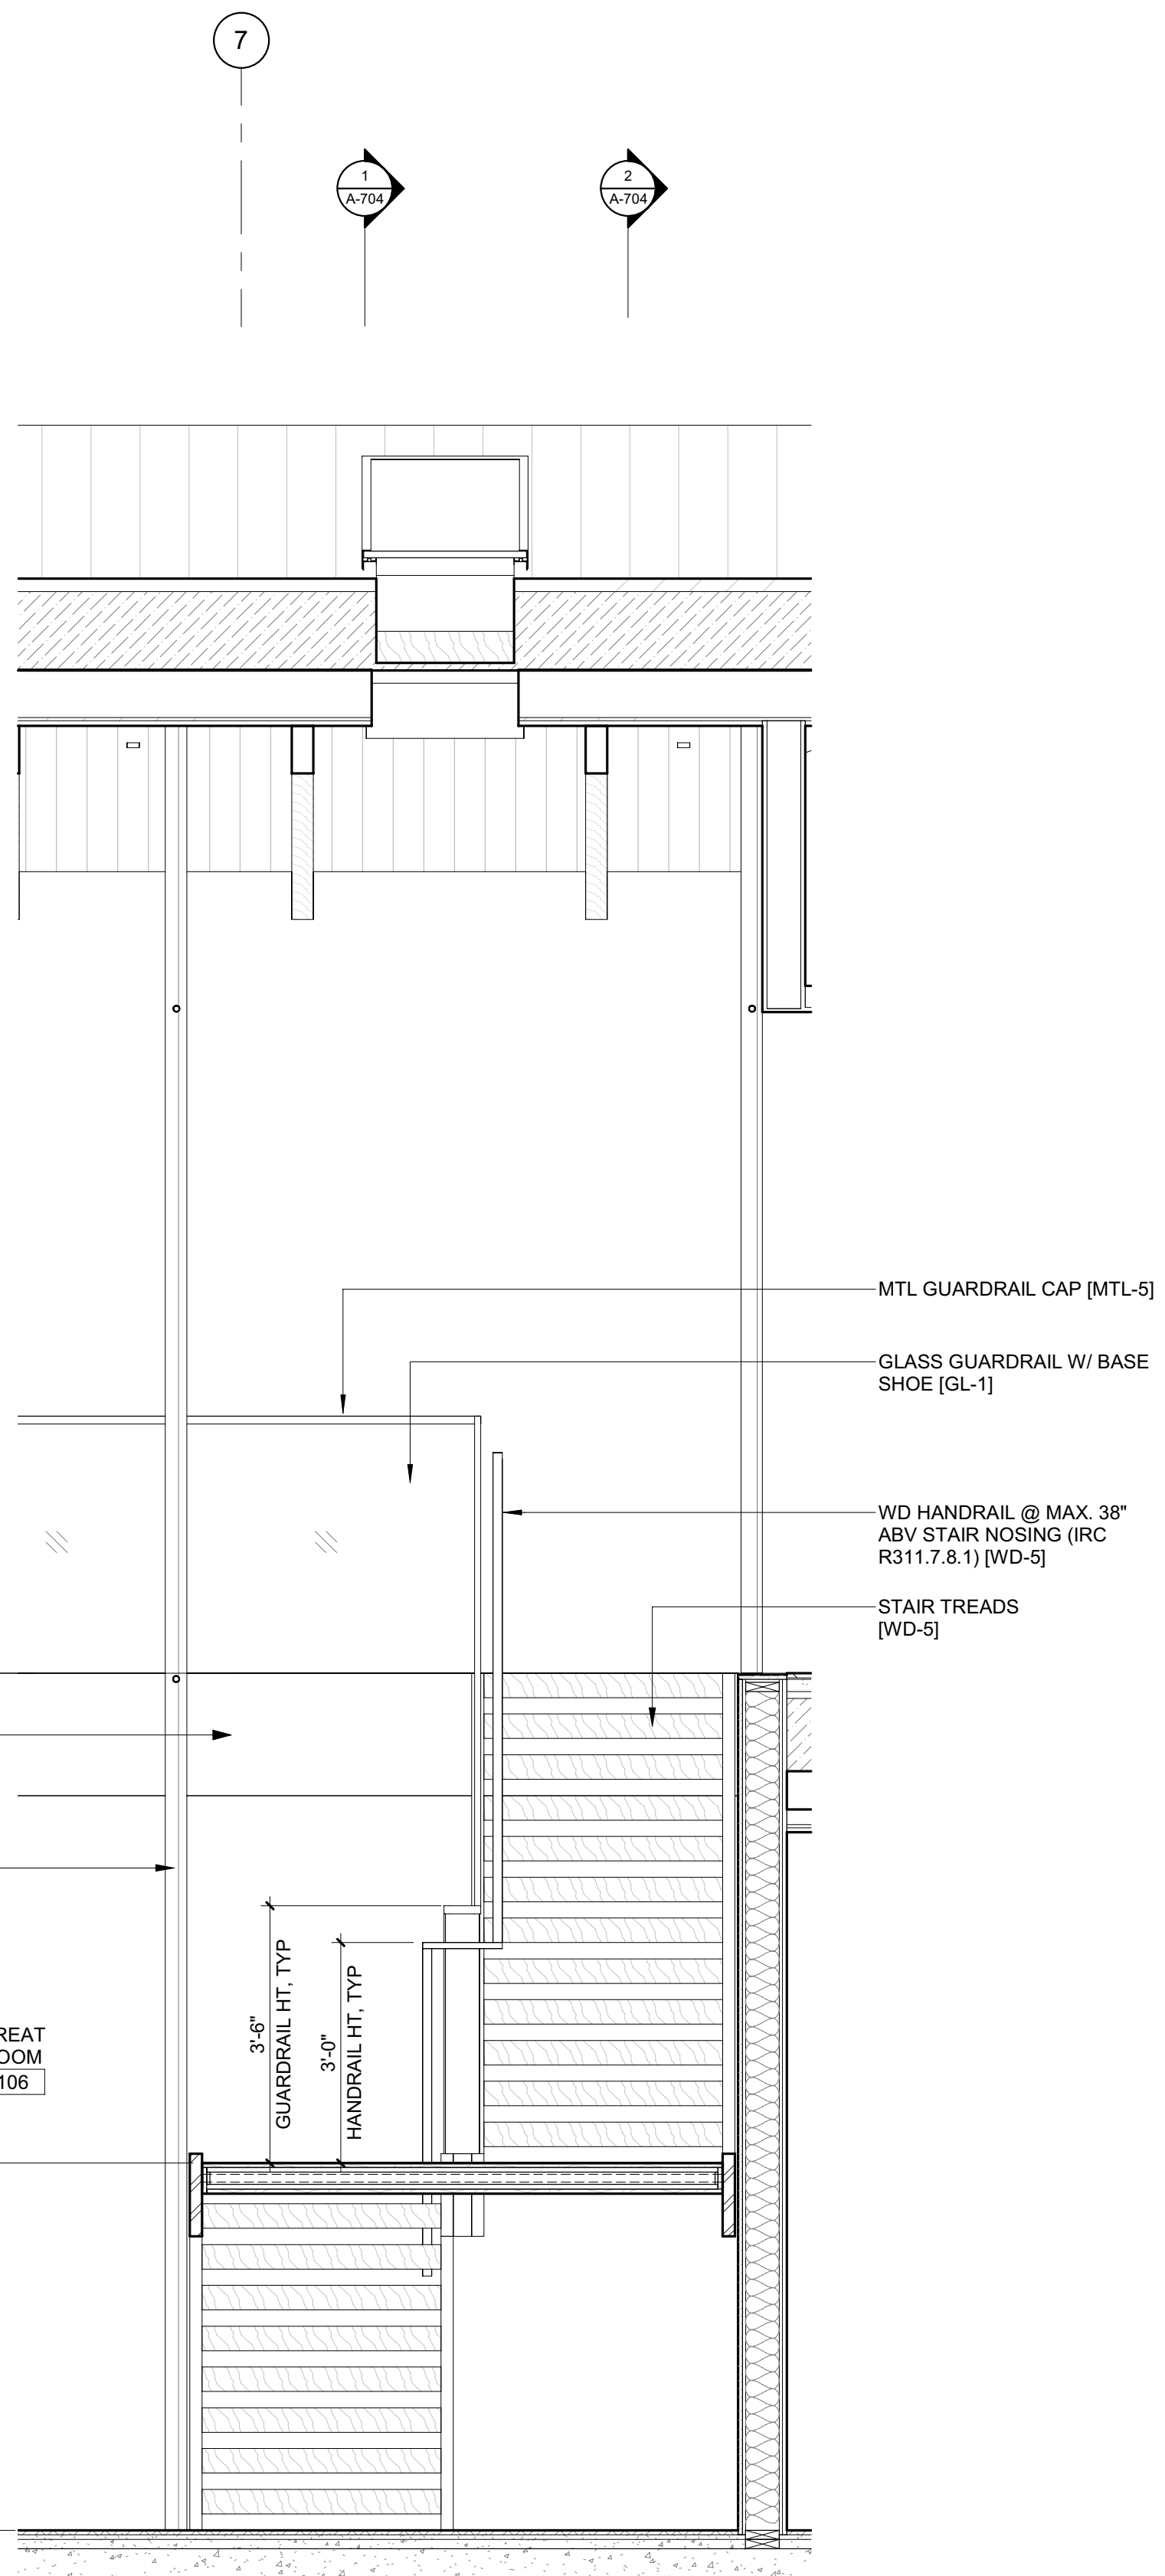 7
1
A-704
2
A-704
MTL GUARDRAIL CAP [MTL-5]
GLASS GUARDRAIL W/ BASE
SHOE [GL-1]
WD HANDRAIL @ MAX. 38"
ABV STAIR NOSING (IRC
R311.7.8.1) [WD-5]
STAIR TREADS
[WD-5]
3'-6"
GUARDRAIL HT, TYP
3'-0"
HANDRAIL HT, TYP
REAT
OOM
106